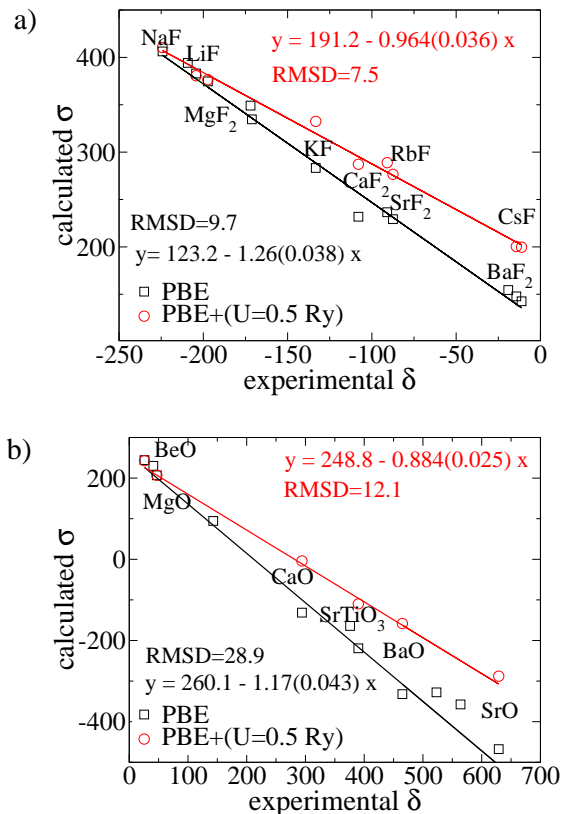 a)
y = 191.2 - 0.964(0.036) x
RMSD=7.5
NaF
LiF
MgF2
KF
RbF
CaF2
SrF2
CsF
BaF2
RMSD=9.7
y= 123.2 - 1.26(0.038) x
PBE
PBE+(U=0.5 Ry)
calculated σ
400
300
200
100
-250 -200 -150 -100 -50 0
experimental δ
b)
y = 248.8 - 0.884(0.025) x
RMSD=12.1
BeO
MgO
CaO
SrTiO3
BaO
SrO
RMSD=28.9
y = 260.1 - 1.17(0.043) x
PBE
PBE+(U=0.5 Ry)
calculated σ
200
0
-200
-400
0 100 200 300 400 500 600 700
experimental δ